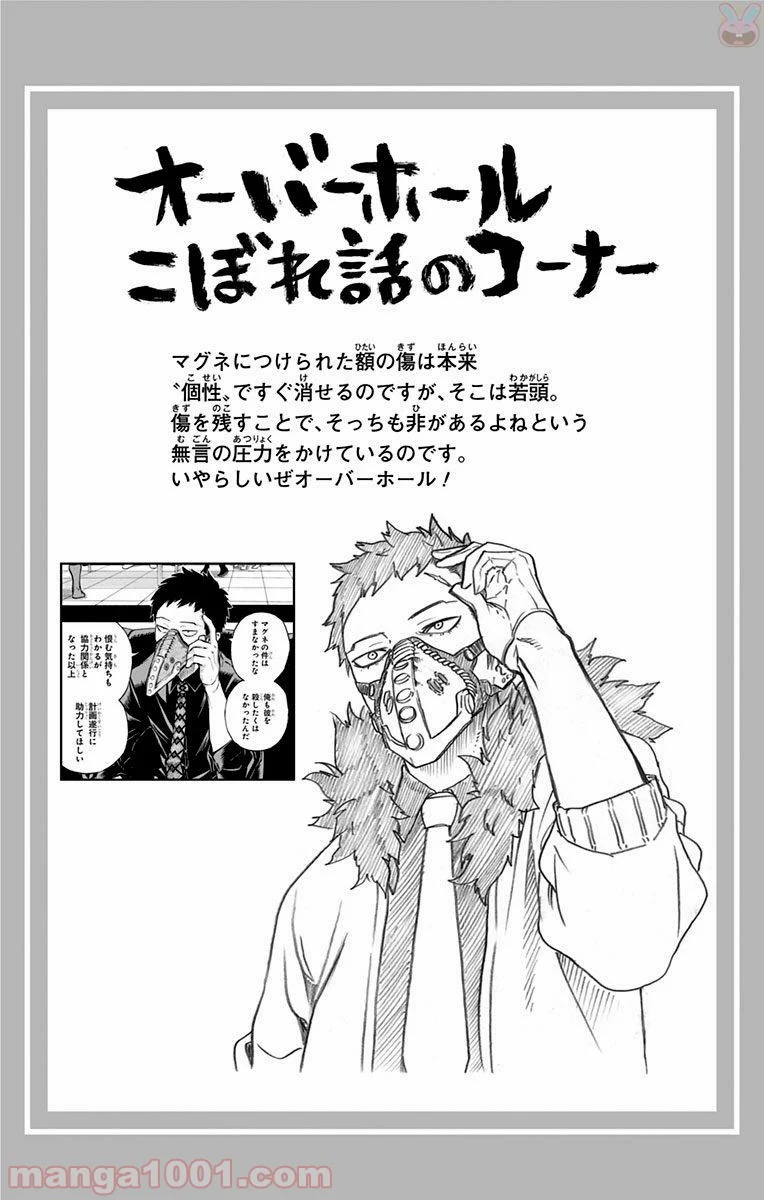 オーバーホール
こぼれ話のコーナー
マグネにつけられた額の傷は本来
〝個性〟ですぐ消せるのですが、そこは若頭。
傷を残すことで、そっちも非があるよねという
無言の圧力をかけているのです。
いやらしいぜオーバーホール！
マグネの件は
すまなかったな
俺も彼を
殺したくは
なかったんだ
恨む気持ちも
わかるが
協力関係と
なった以上
計画遂行に
助力してほしい
manga1001.com